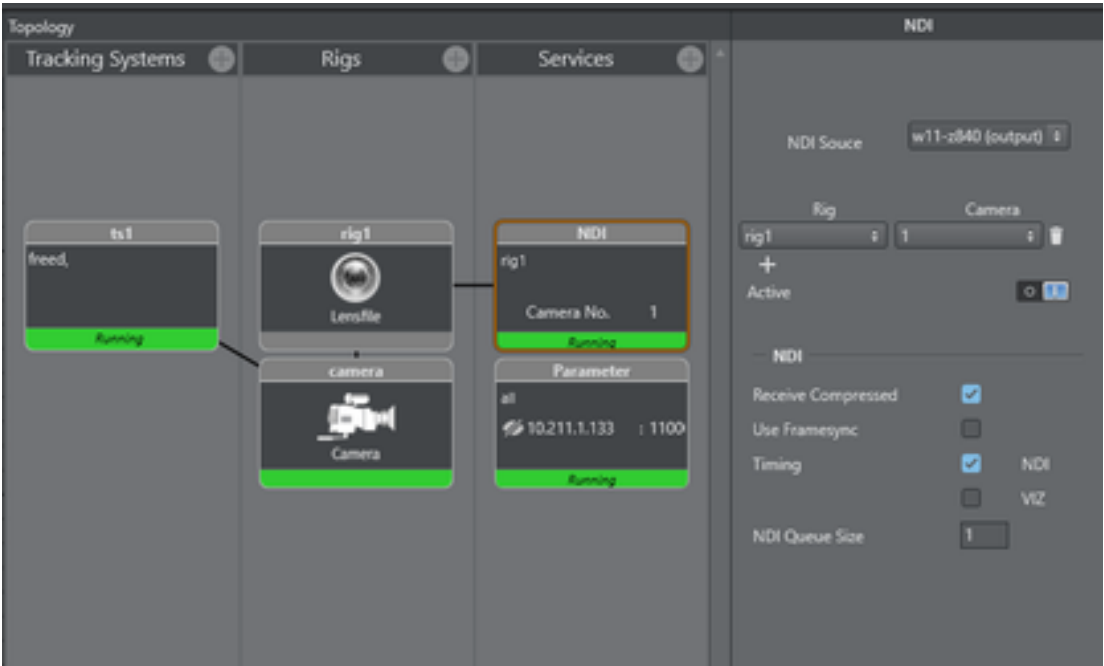 Topology
NDI
Tracking Systems
Rigs
Services
NDI Souce
w11-z840 (output)
Rig
Camera
rig1
1
Active
ts1
freed,
Running
rig1
Lensfile
NDI
rig1
Camera No. 1
Running
camera
Camera
Parameter
all
10.211.1.133 : 1100
Running
NDI
Receive Compressed
Use Framesync
Timing
NDI
VIZ
NDI Queue Size
1